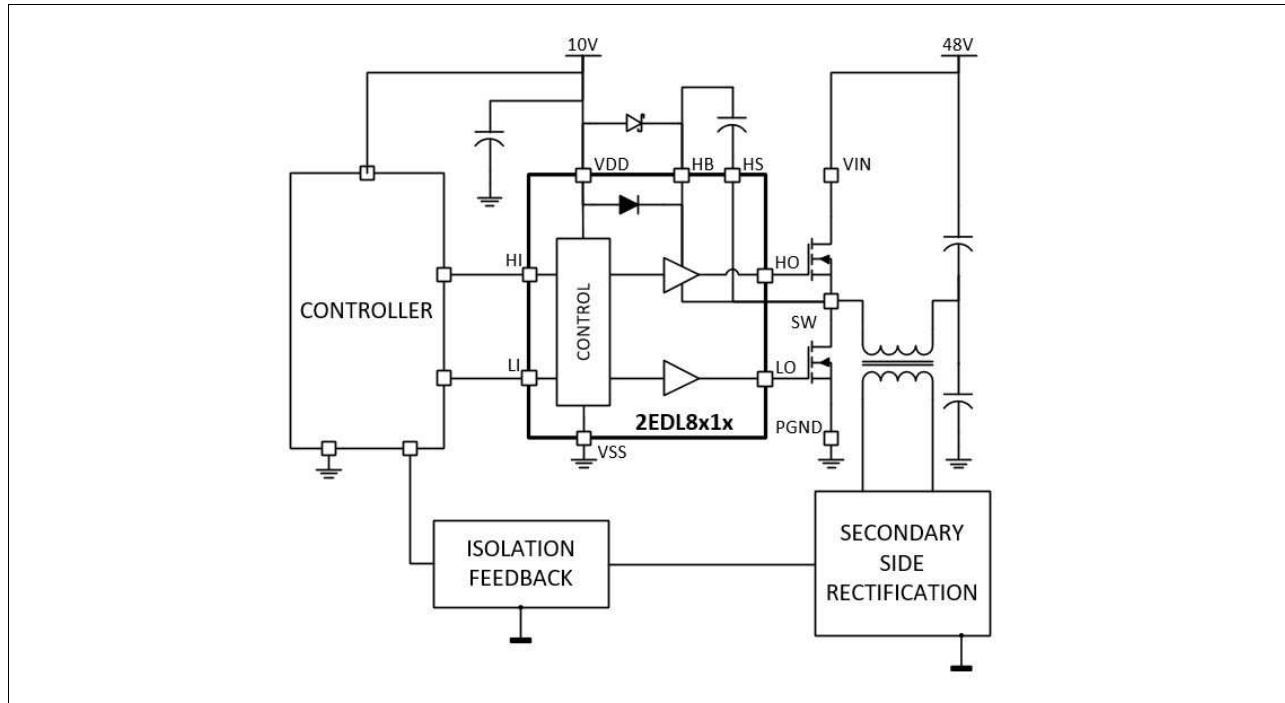 10V
48V
VDD
HB
HS
VIN
HI
HO
CONTROLLER
CONTROL
SW
LI
LO
2EDL8x1x
PGND
VSS
ISOLATION
FEEDBACK
SECONDARY
SIDE
RECTIFICATION